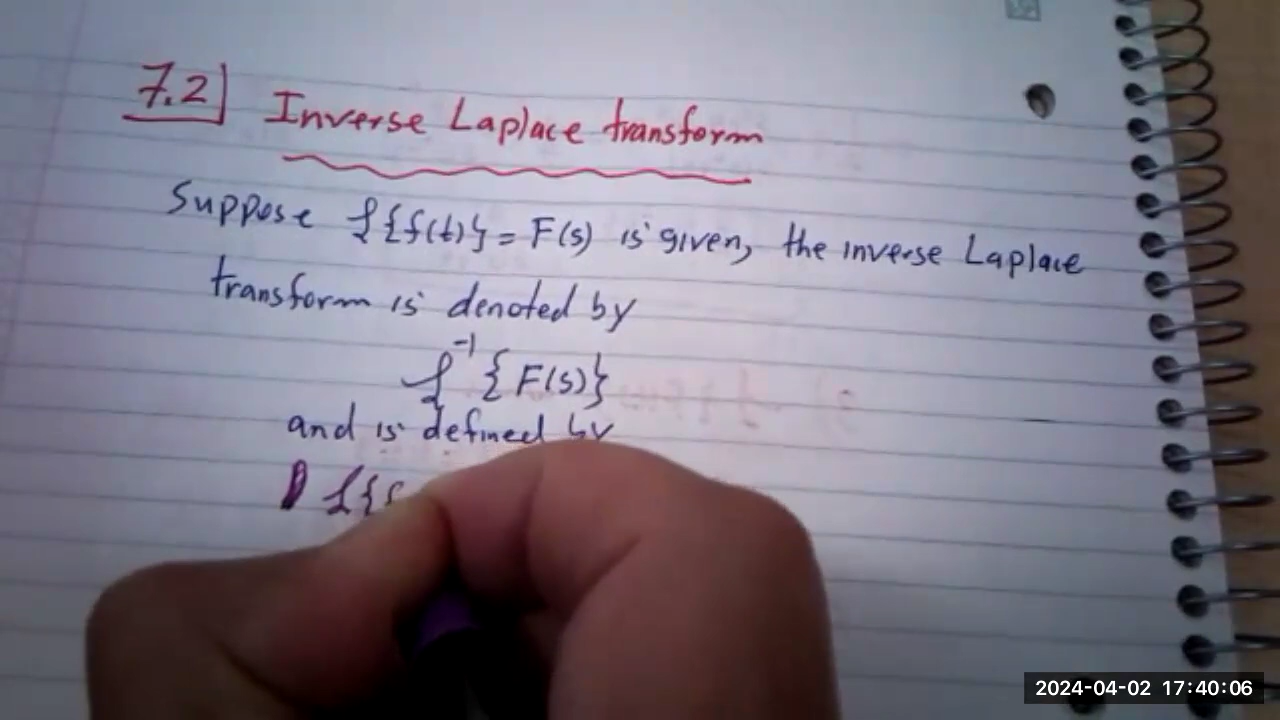 7.2 Inverse Laplace transform
Suppose ℒ{f(t)} = F(s) is given, the inverse Laplace
transform is denoted by
ℒ⁻¹{F(s)}
and is defined by
ℒ{f
2024-04-02 17:40:06